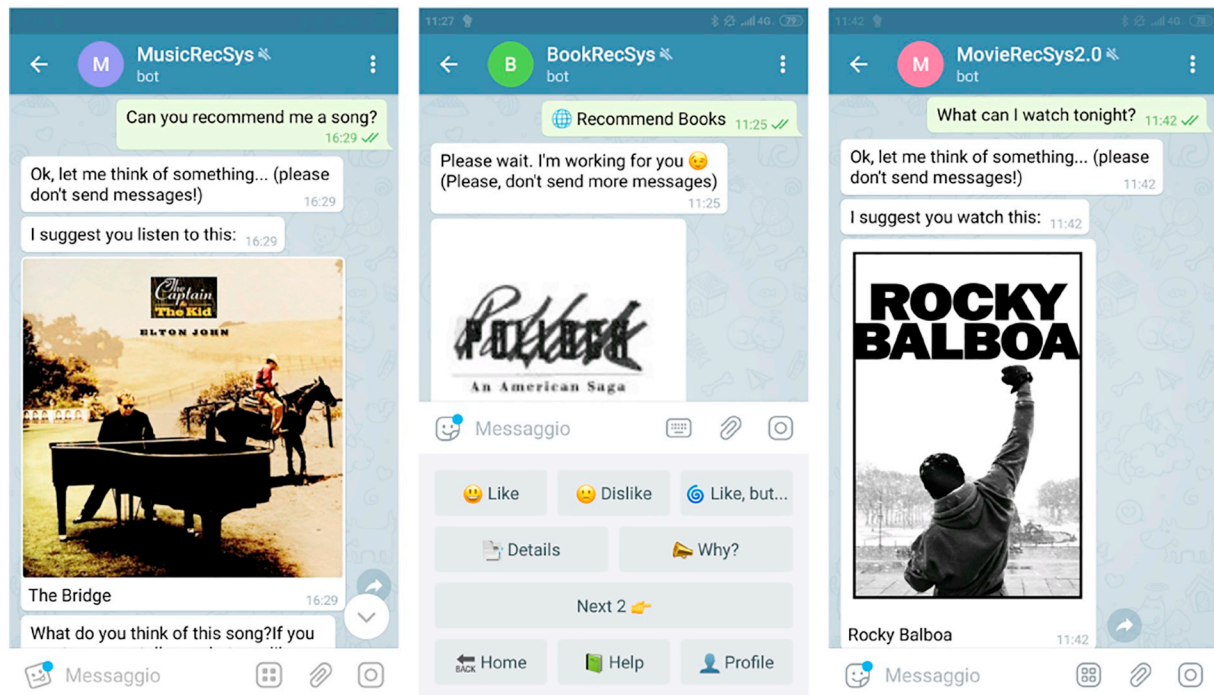 MusicRecSys
bot
M
Can you recommend me a song?
16:29
Ok, let me think of something... (please
don't send messages!)
16:29
I suggest you listen to this:
16:29
The
Captain
&
The Kid
ELTON JOHN
The Bridge
16:29
What do you think of this song?If you
Messaggio
11:27
4G
79
B
BookRecSys
bot
Recommend Books
11:25
Please wait. I'm working for you
(Please, don't send more messages)
11:25
POLLOCK
An American Saga
Messaggio
Like
Dislike
Like, but...
Details
Why?
Next 2
BACK
Home
Help
Profile
11:42
4G
M
MovieRecSys2.0
bot
What can I watch tonight?
11:42
Ok, let me think of something... (please
don't send messages!)
11:42
I suggest you watch this:
11:42
ROCKY
BALBOA
Rocky Balboa
11:42
Messaggio